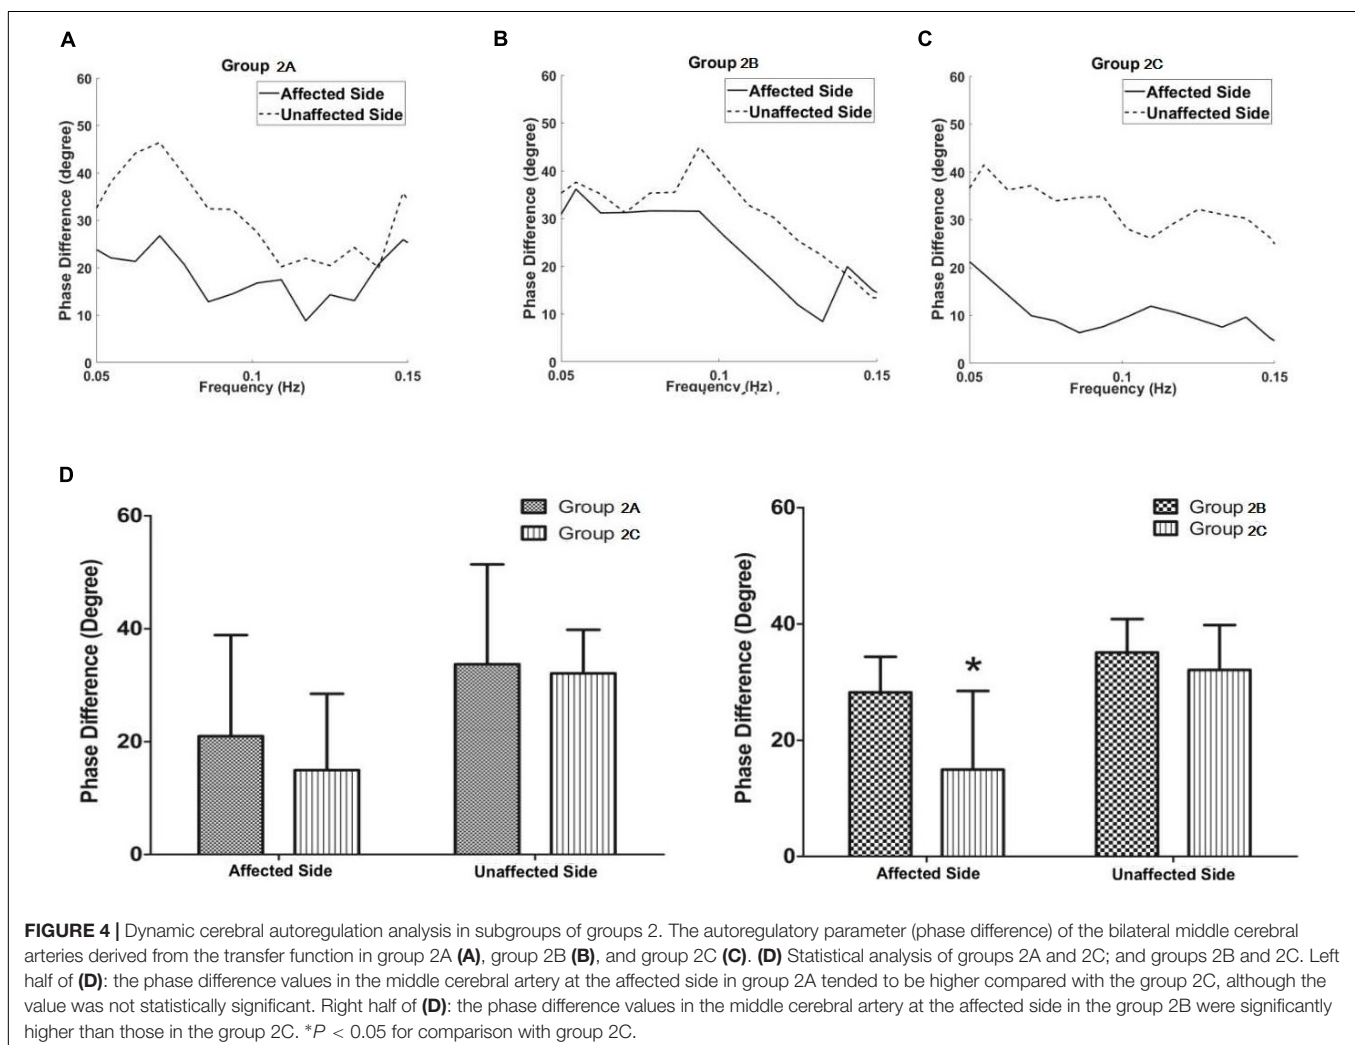 A
Group 2A
Affected Side
Unaffected Side
60
50
40
30
20
10
0
Phase Difference (degree)
0.05
0.1
0.15
Frequency (Hz)
B
Group 2B
Affected Side
Unaffected Side
60
50
40
30
20
10
0
Phase Difference (degree)
0.05
0.1
0.15
Frequency (Hz)
C
Group 2C
Affected Side
Unaffected Side
60
50
40
30
20
10
0
Phase Difference (degree)
0.05
0.1
0.15
Frequency (Hz)
D
Group 2A
Group 2C
60
40
20
0
Phase Difference (Degree)
Affected Side
Unaffected Side
Group 2B
Group 2C
60
40
20
0
Phase Difference (Degree)
*
Affected Side
Unaffected Side
FIGURE 4 | Dynamic cerebral autoregulation analysis in subgroups of groups 2. The autoregulatory parameter (phase difference) of the bilateral middle cerebral
arteries derived from the transfer function in group 2A (A), group 2B (B), and group 2C (C). (D) Statistical analysis of groups 2A and 2C; and groups 2B and 2C. Left
half of (D): the phase difference values in the middle cerebral artery at the affected side in group 2A tended to be higher compared with the group 2C, although the
value was not statistically significant. Right half of (D): the phase difference values in the middle cerebral artery at the affected side in the group 2B were significantly
higher than those in the group 2C. *P < 0.05 for comparison with group 2C.